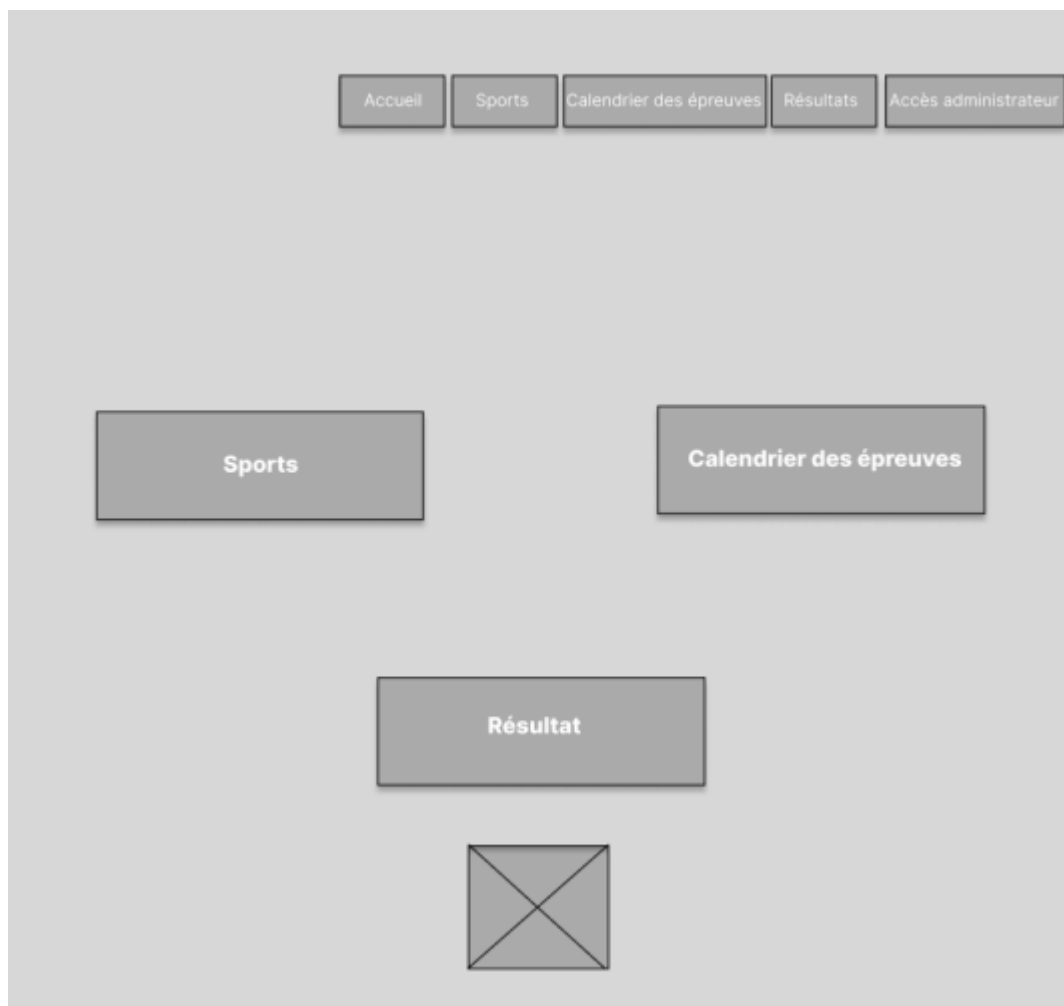 Accueil
Sports
Calendrier des épreuves
Résultats
Accès administrateur
Sports
Calendrier des épreuves
Résultat